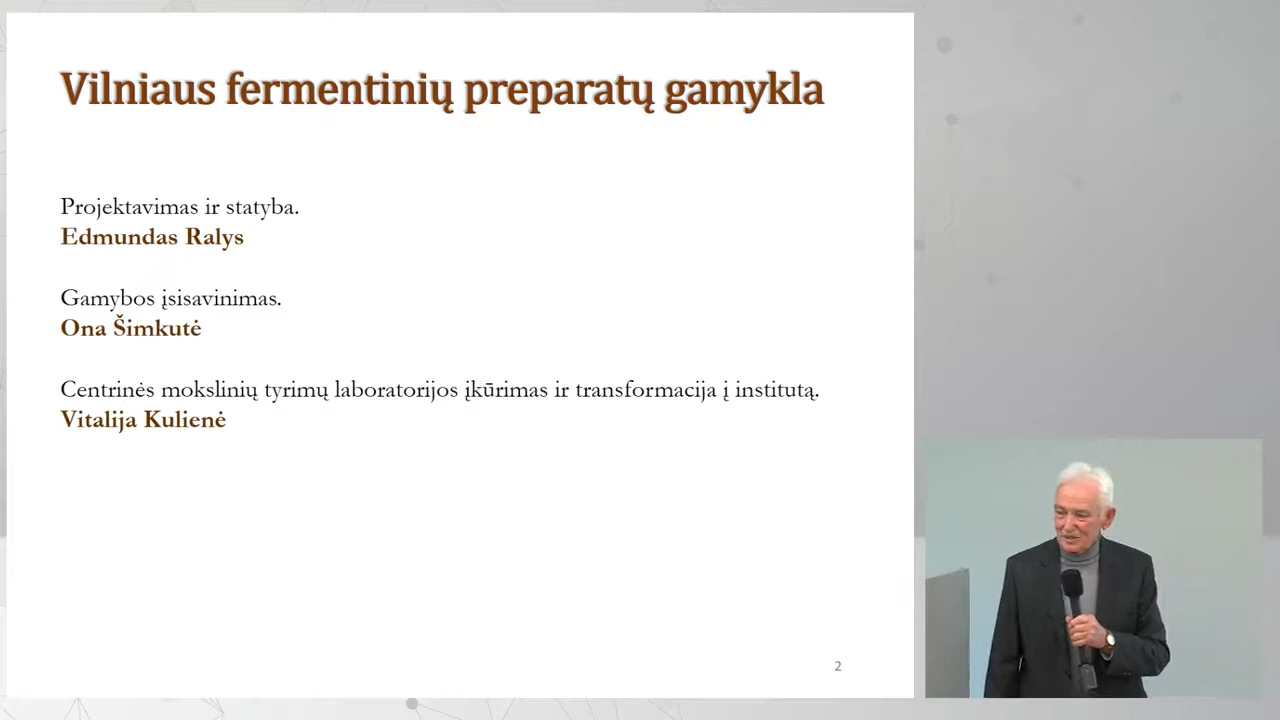 Vilniaus fermentinių preparatų gamykla
Projektavimas ir statyba.
Edmundas Ralys
Gamybos įsisavinimas.
Ona Šimkutė
Centrinės mokslinių tyrimų laboratorijos įkūrimas ir transformacija į institutą.
Vitalija Kulienė
2